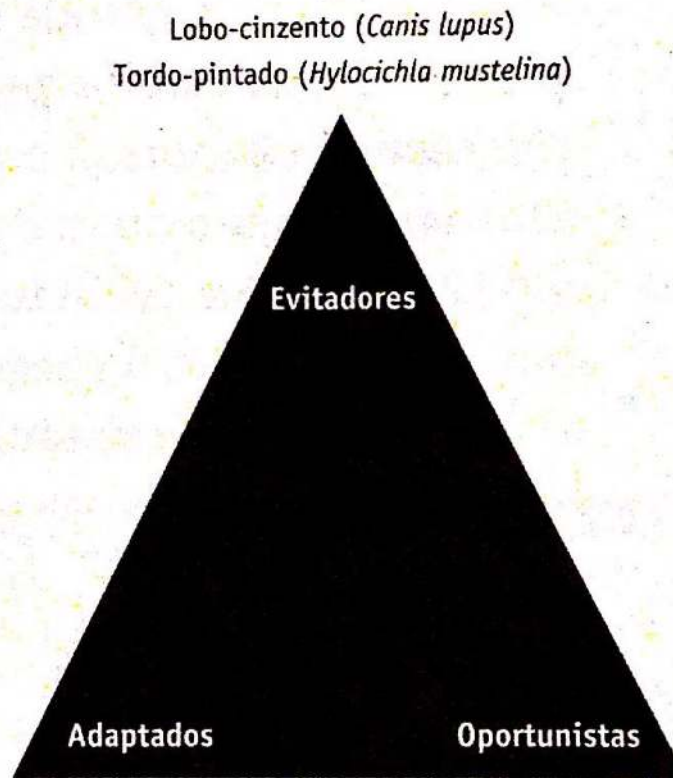 Lobo-cinzento (Canis lupus)
Tordo-pintado (Hylocichla mustelina)
Evitadores
Adaptados
Oportunistas